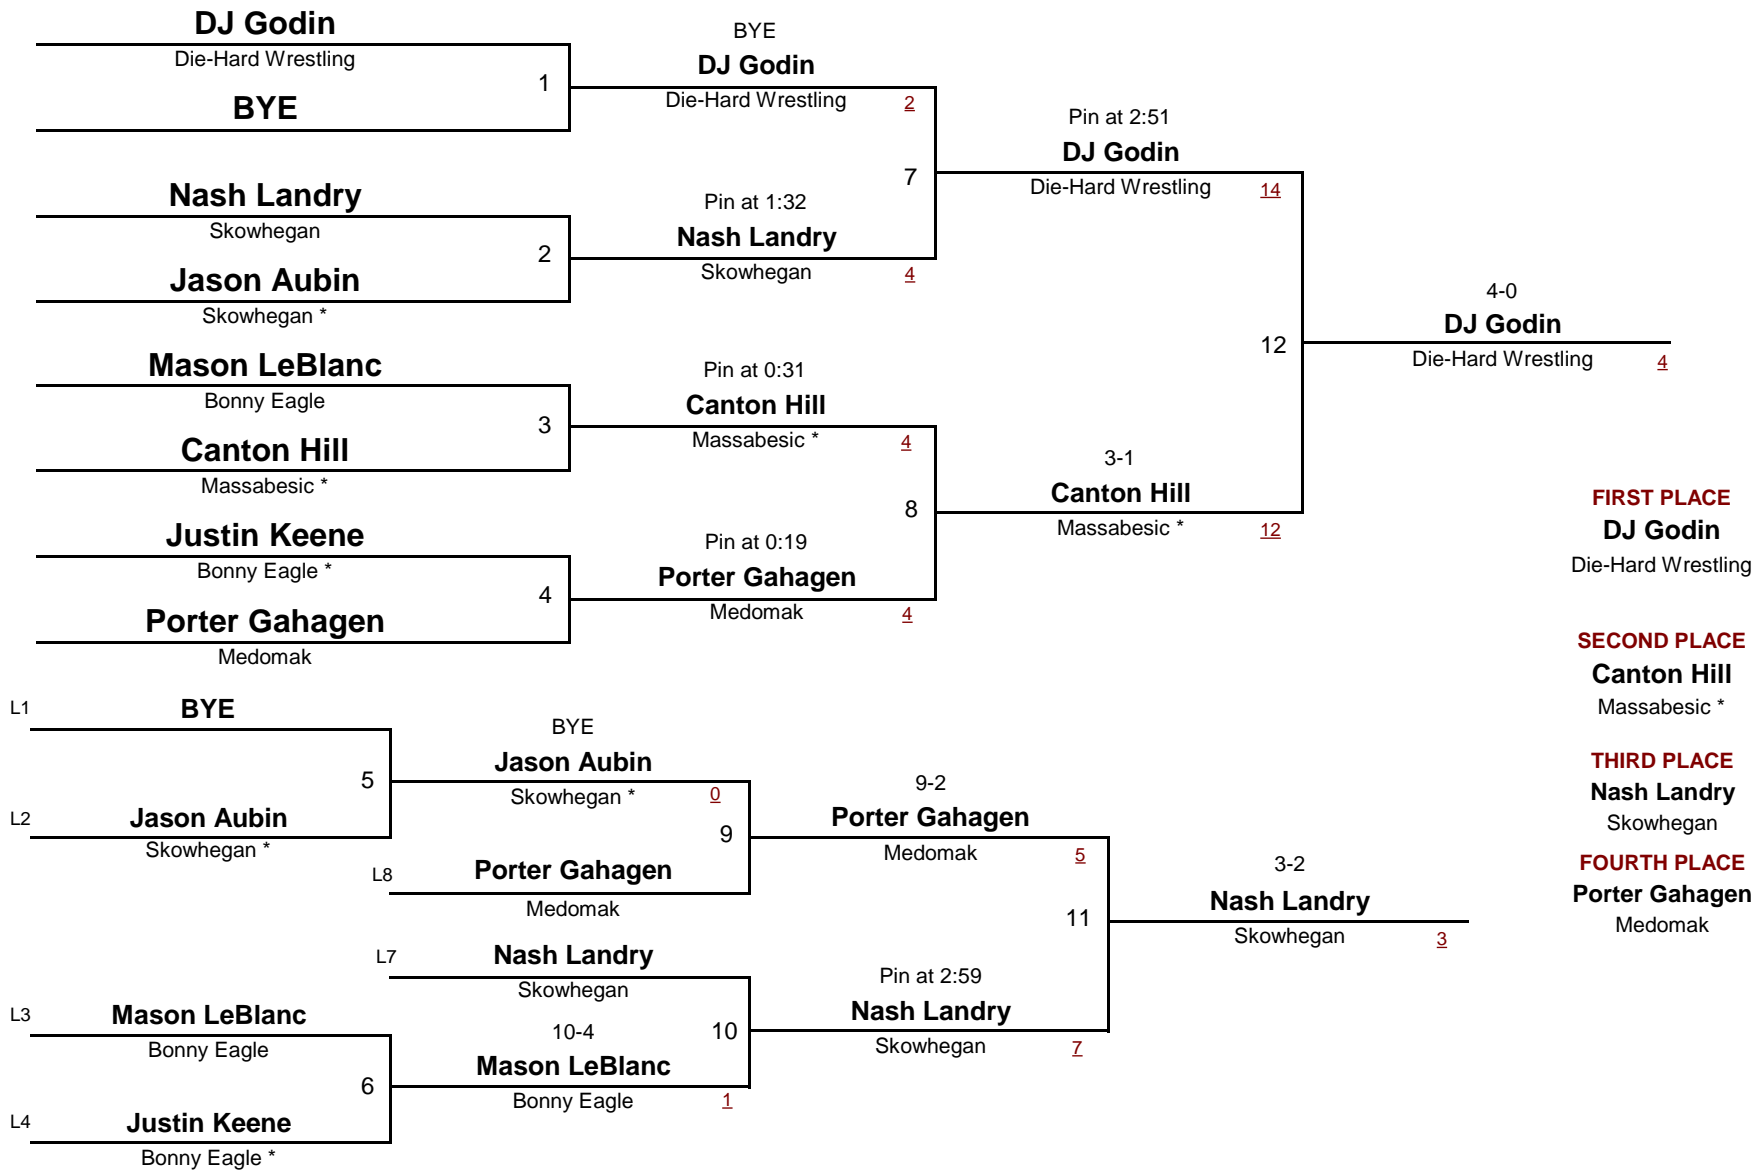 DJ Godin
Die-Hard Wrestling
1
BYE
Nash Landry
Skowhegan
2
Jason Aubin
Skowhegan *
Mason LeBlanc
Bonny Eagle
3
Canton Hill
Massabesic *
Justin Keene
Bonny Eagle *
4
Porter Gahagen
Medomak
BYE
DJ Godin
Die-Hard Wrestling 2
7
Pin at 1:32
Nash Landry
Skowhegan 4
Pin at 0:31
Canton Hill
Massabesic * 4
8
Pin at 0:19
Porter Gahagen
Medomak 4
Pin at 2:51
DJ Godin
Die-Hard Wrestling 14
12
3-1
Canton Hill
Massabesic * 12
4-0
DJ Godin
Die-Hard Wrestling 4
FIRST PLACE
DJ Godin
Die-Hard Wrestling
SECOND PLACE
Canton Hill
Massabesic *
THIRD PLACE
Nash Landry
Skowhegan
FOURTH PLACE
Porter Gahagen
Medomak
L1 BYE
5
L2 Jason Aubin
Skowhegan *
BYE
Jason Aubin
Skowhegan * 0
9
L8 Porter Gahagen
Medomak
L7 Nash Landry
Skowhegan
L3 Mason LeBlanc
Bonny Eagle
6
L4 Justin Keene
Bonny Eagle *
10-4
10
Mason LeBlanc
Bonny Eagle 1
9-2
Porter Gahagen
Medomak 5
11
Pin at 2:59
Nash Landry
Skowhegan 7
3-2
Nash Landry
Skowhegan 3